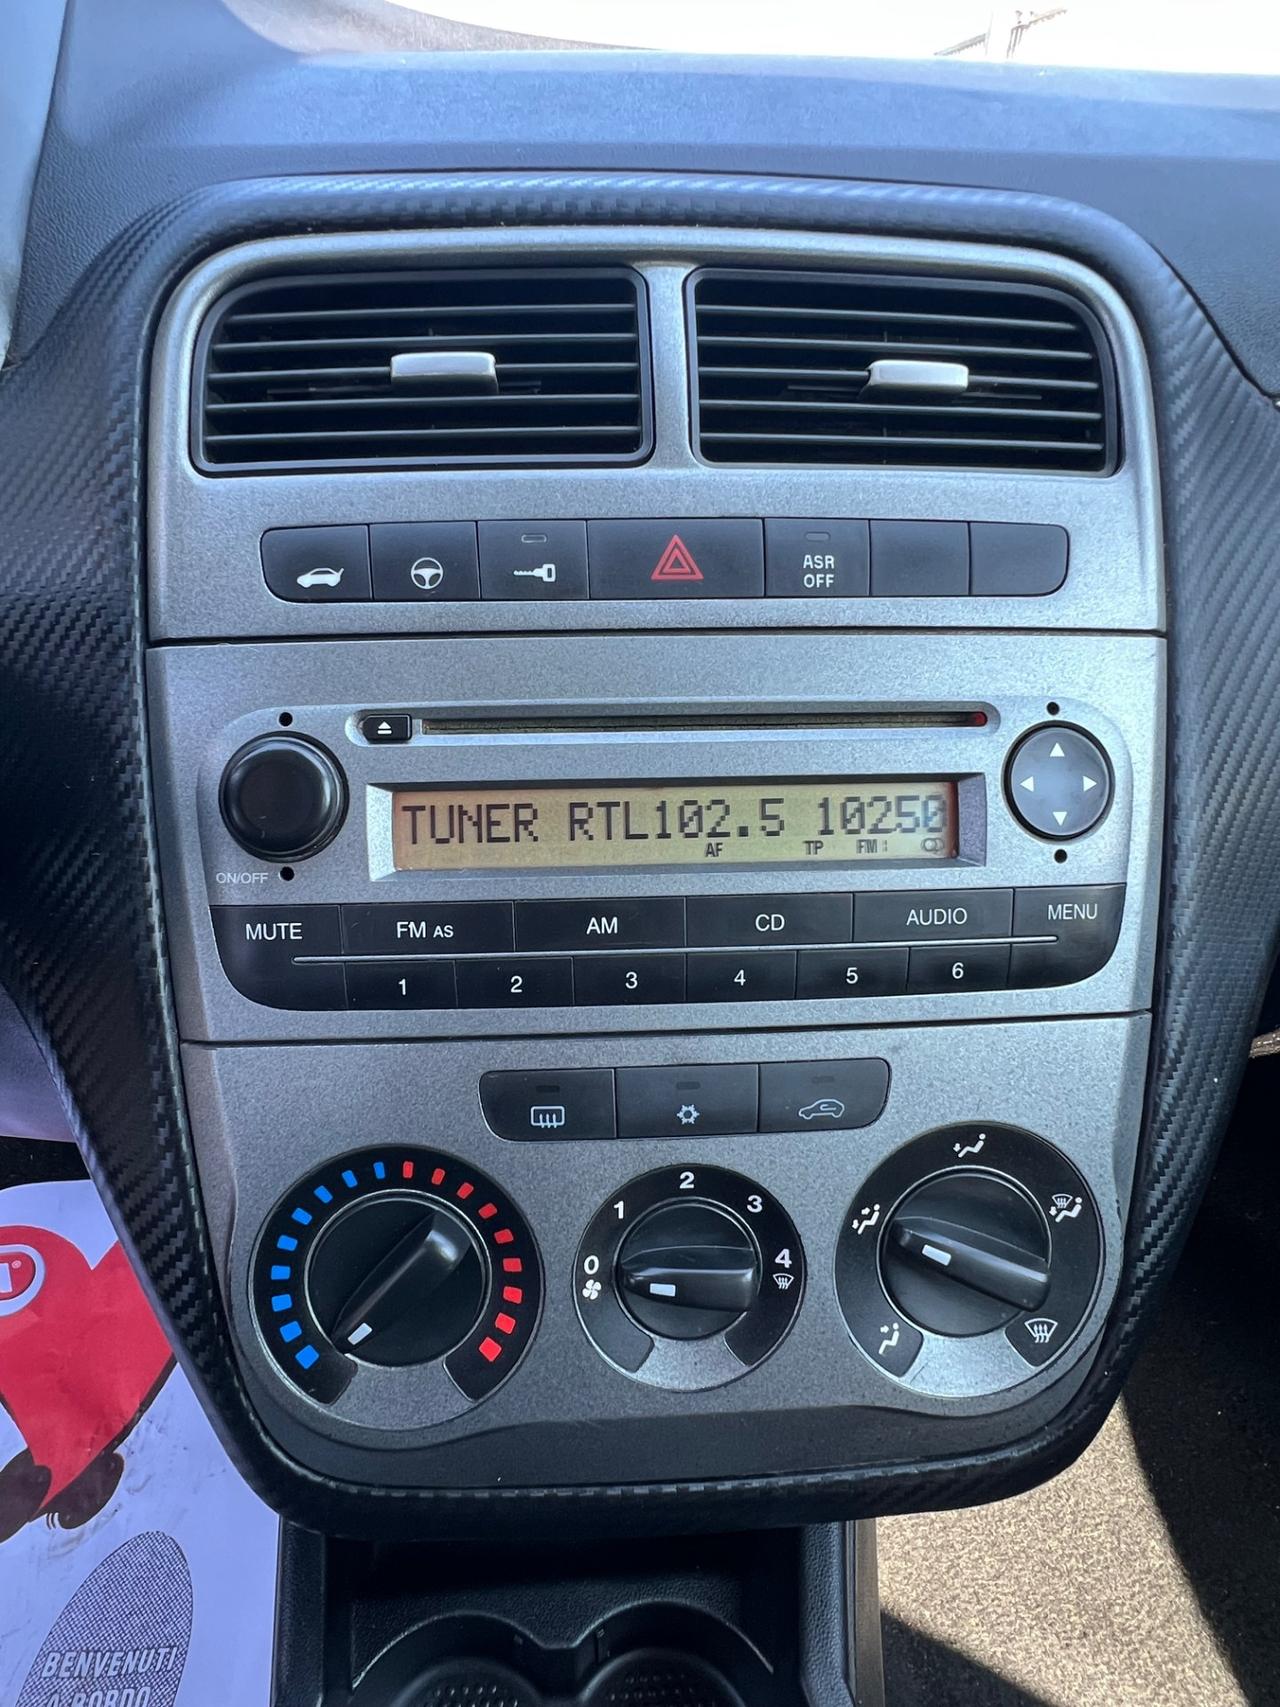 ASR
OFF
TUNER RTL102.5 10250
AF TP FM
ON/OFF
MUTE FM AS AM CD AUDIO MENU
1 2 3 4 5 6
0 1 2 3 4
BENVENUTI
A BORDO